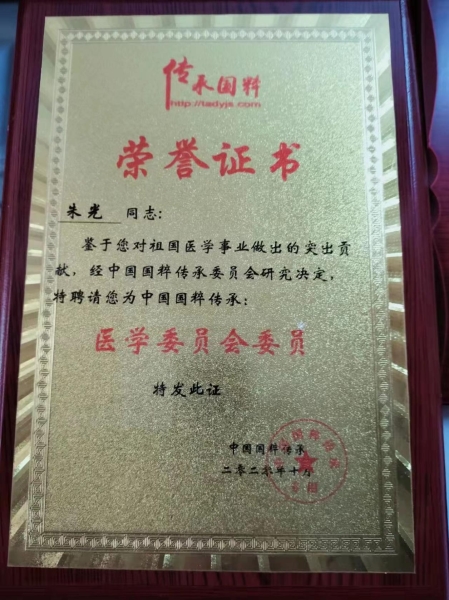 传承国粹
荣誉证书
朱光 同志:
鉴于您对祖国医学事业做出的突出贡
献，经中国国粹传承委员会研究决定，
特聘请您为中国国粹传承:
医学委员会委员
特发此证
中国国粹传承
二零二零年十月